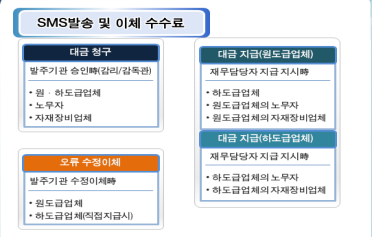 SMS발송 및 이체 수수료
대금 청구
발주기관 승인時(감리/감독관)
• 원 · 하도급업체
• 노무자
• 자재장비업체
오류 수정이체
발주기관 수정이체時
• 원도급업체
• 하도급업체(직접지급시)
대금 지급(원도급업체)
재무담당자 지급 지시時
• 하도급업체
• 원도급업체의 노무자
• 원도급업체의 자재장비업체
대금 지급(하도급업체)
재무담당자 지급 지시時
• 하도급업체의 노무자
• 하도급업체의 자재장비업체